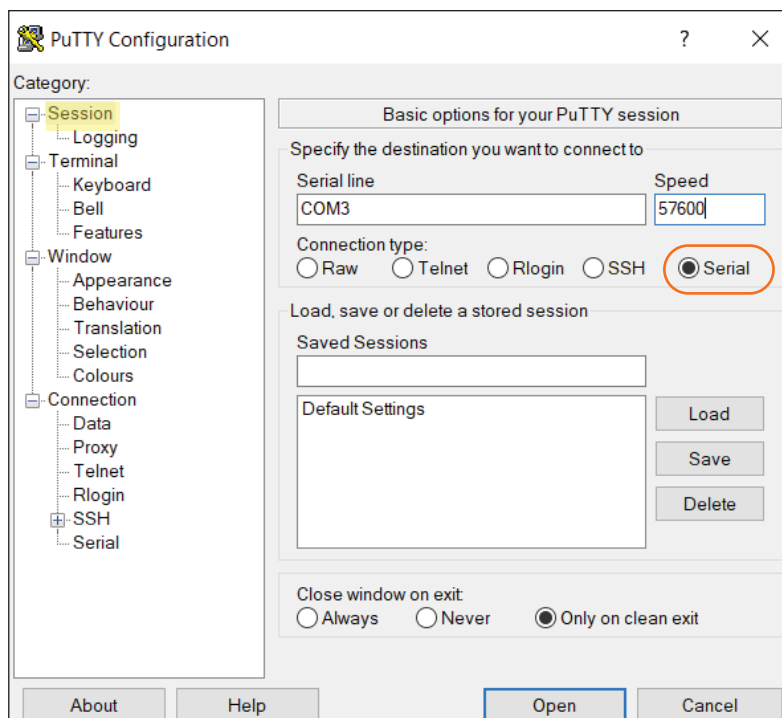 PuTTY Configuration
?
Category:
Session
Logging
Terminal
Keyboard
Bell
Features
Window
Appearance
Behaviour
Translation
Selection
Colours
Connection
Data
Proxy
Telnet
Rlogin
SSH
Serial
Basic options for your PuTTY session
Specify the destination you want to connect to
Serial line Speed
COM3 57600
Connection type:
Raw Telnet Rlogin SSH Serial
Load, save or delete a stored session
Saved Sessions
Default Settings
Load
Save
Delete
Close window on exit:
Always Never Only on clean exit
About Help Open Cancel